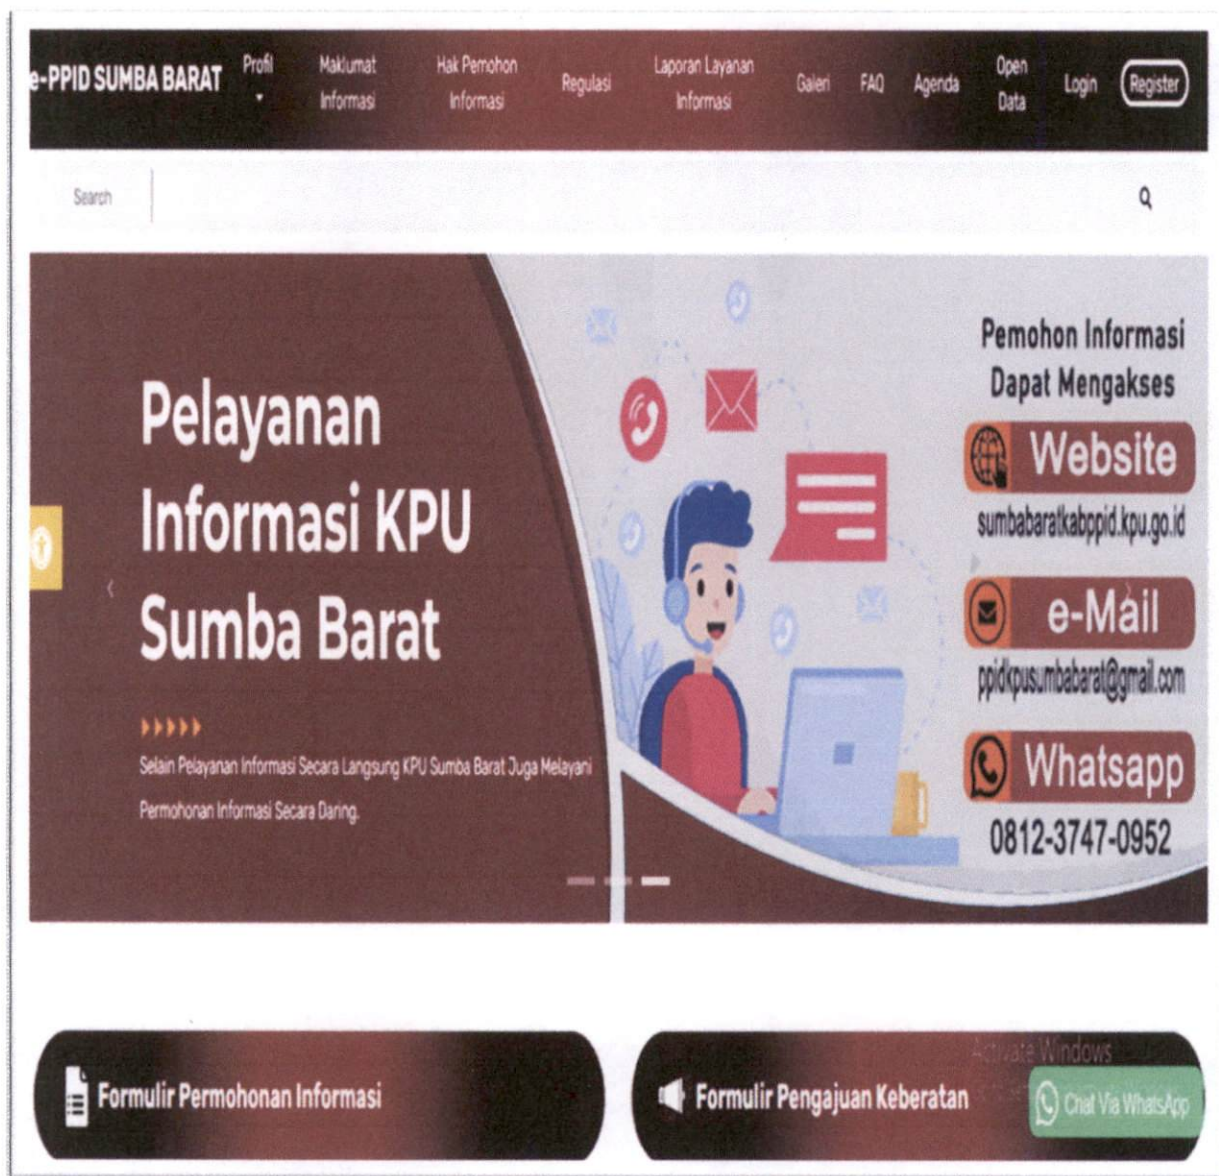 e-PPID SUMBA BARAT
Profil
Maklumat
Informasi
Hak Pemohon
Informasi
Regulasi
Laporan Layanan
Informasi
Galeri
FAQ
Agenda
Open
Data
Login
Register
Search
Pelayanan
Informasi KPU
Sumba Barat
Selain Pelayanan Informasi Secara Langsung KPU Sumba Barat Juga Melayani
Permohonan Informasi Secara Daring.
Pemohon Informasi
Dapat Mengakses
Website
sumbabaratkabppid.kpu.go.id
e-Mail
ppidkpusumbabarat@gmail.com
Whatsapp
0812-3747-0952
Formulir Permohonan Informasi
Formulir Pengajuan Keberatan
Activate Windows
Chat Via WhatsApp